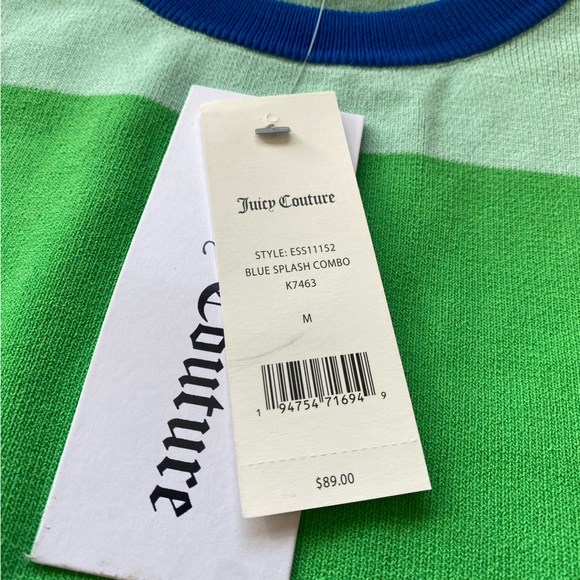 Juicy Couture
STYLE: ESS11152
BLUE SPLASH COMBO
K7463
M
1 94754 71694 9
$89.00
Couture